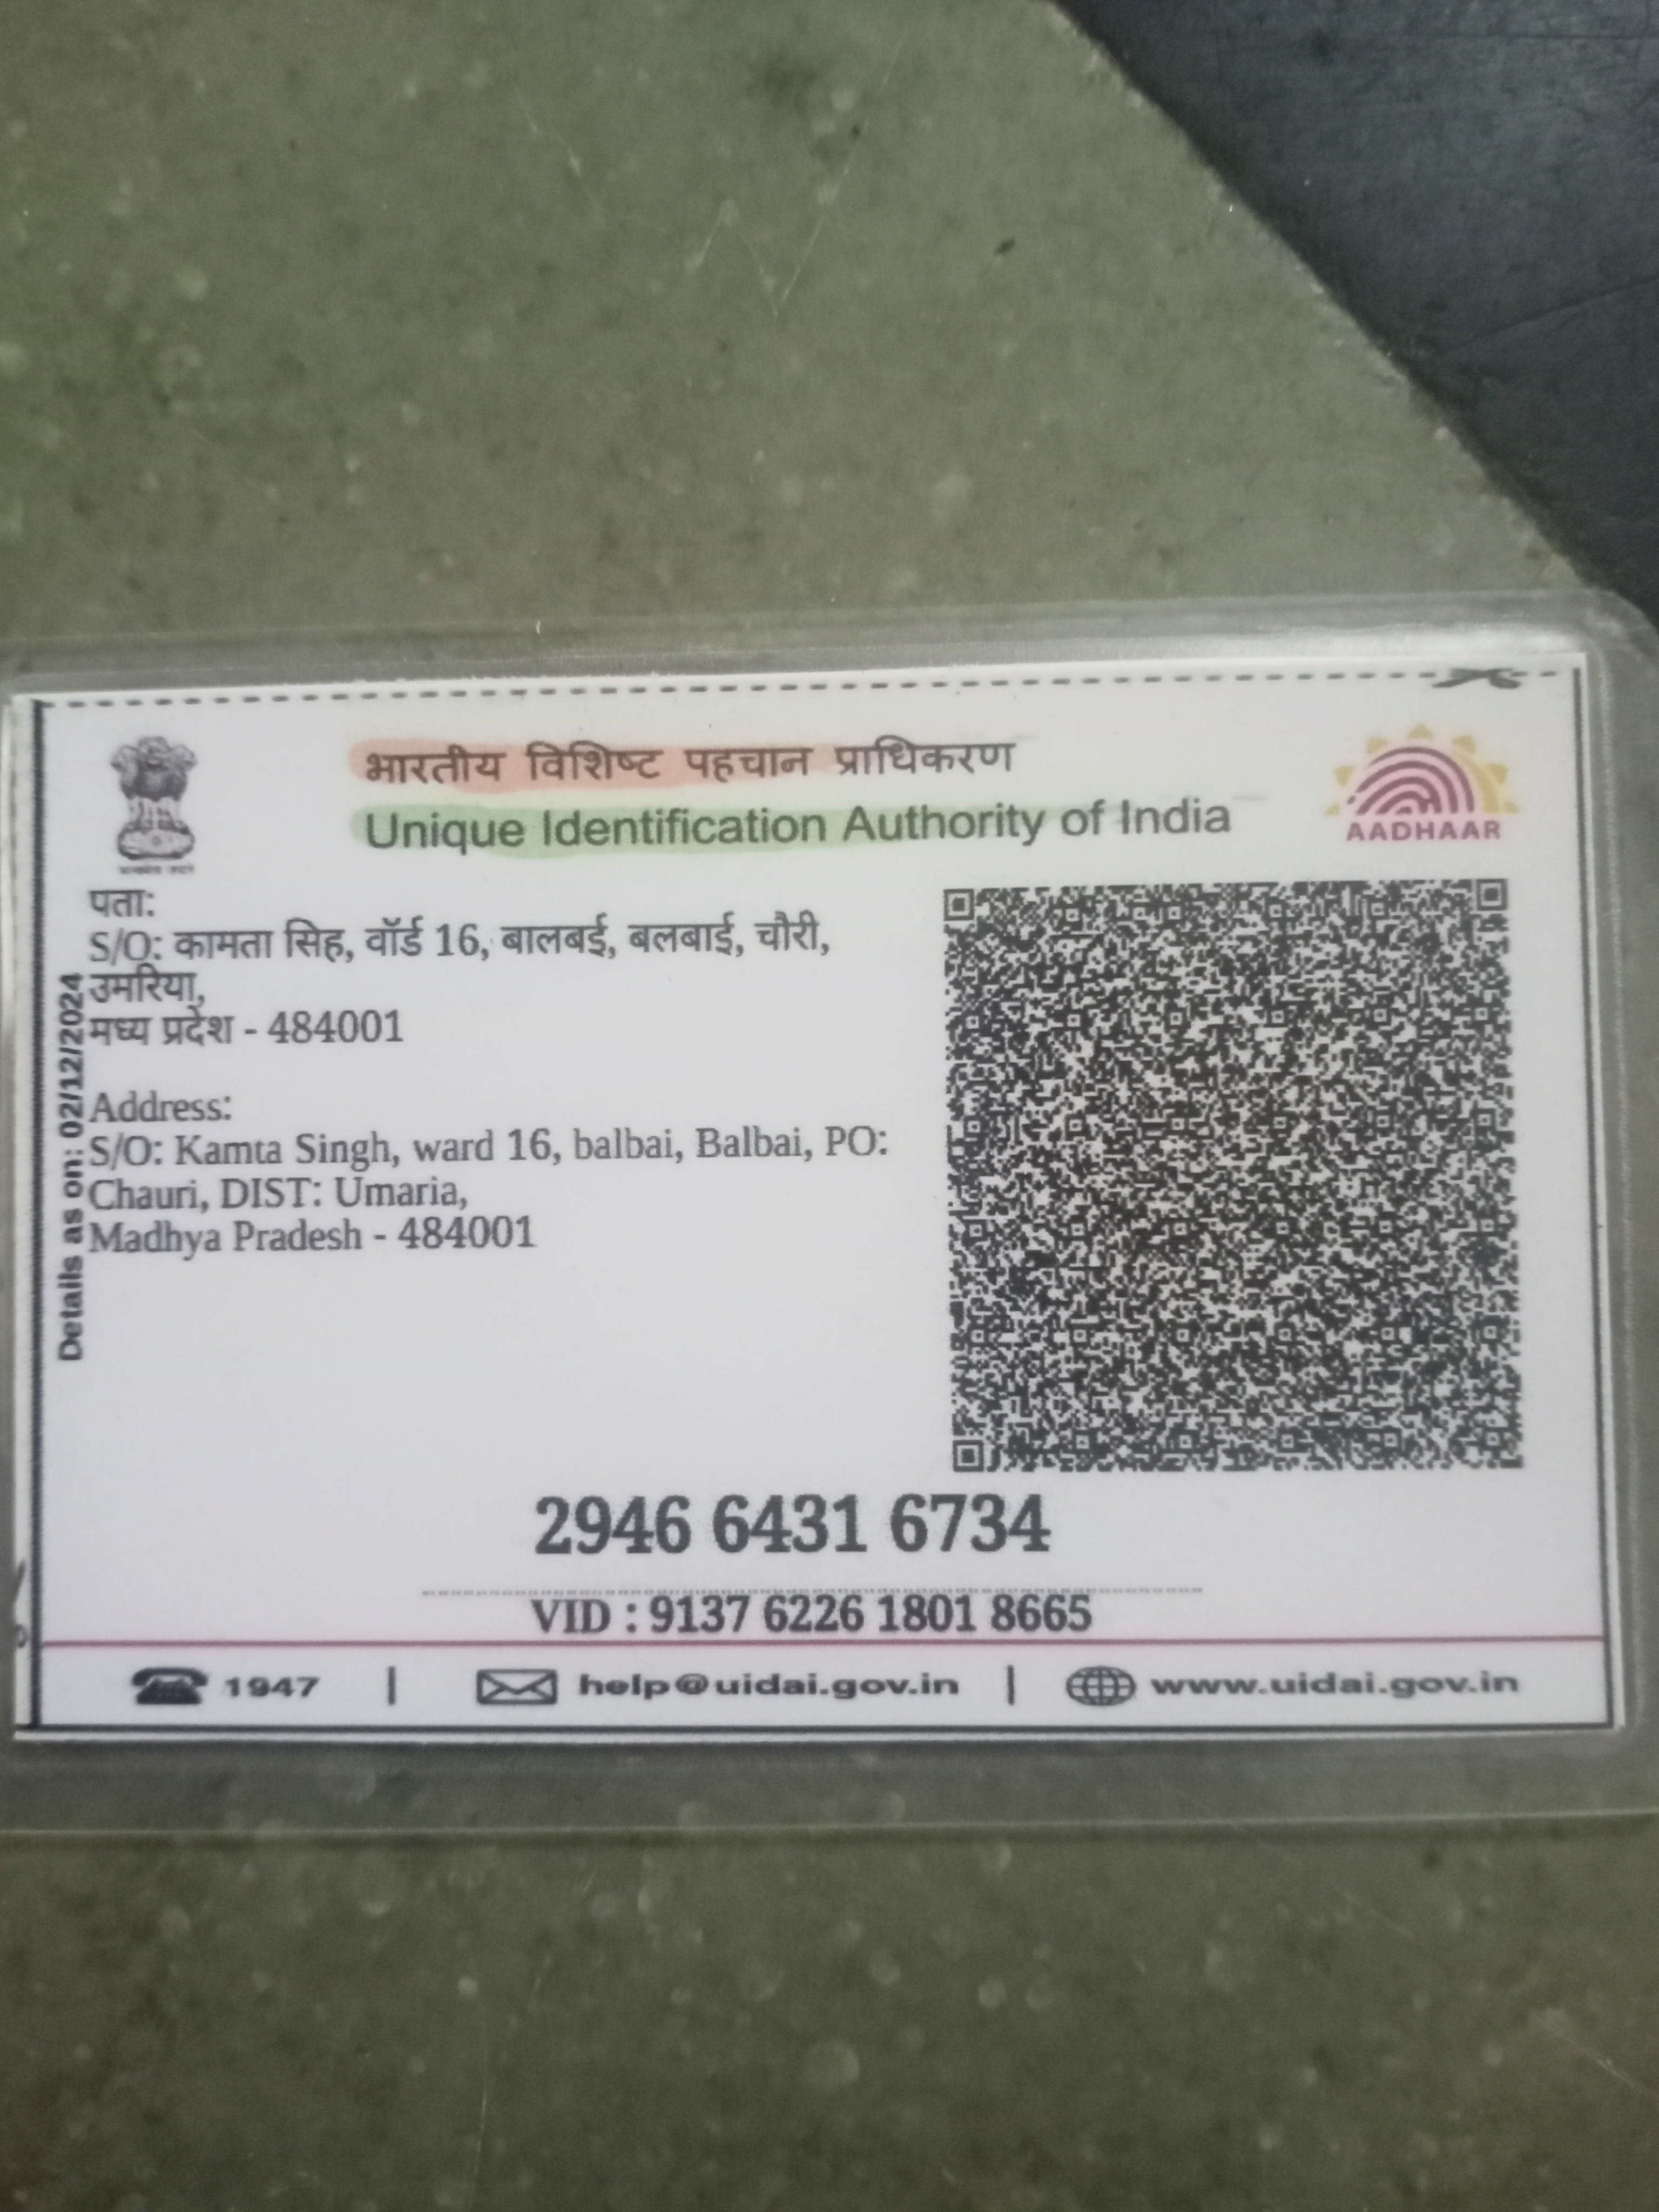 भारतीय विशिष्ट पहचान प्राधिकरण
Unique Identification Authority of India
AADHAAR
पता:
S/O: कामता सिह, वॉर्ड 16, बालबई, बलबाई, चौरी,
उमरिया,
मध्य प्रदेश - 484001
Address:
S/O: Kamta Singh, ward 16, balbai, Balbai, PO:
Chauri, DIST: Umaria,
Madhya Pradesh - 484001
Details as on: 02/12/2024
2946 6431 6734
VID : 9137 6226 1801 8665
1947 | help@uidai.gov.in | www.uidai.gov.in